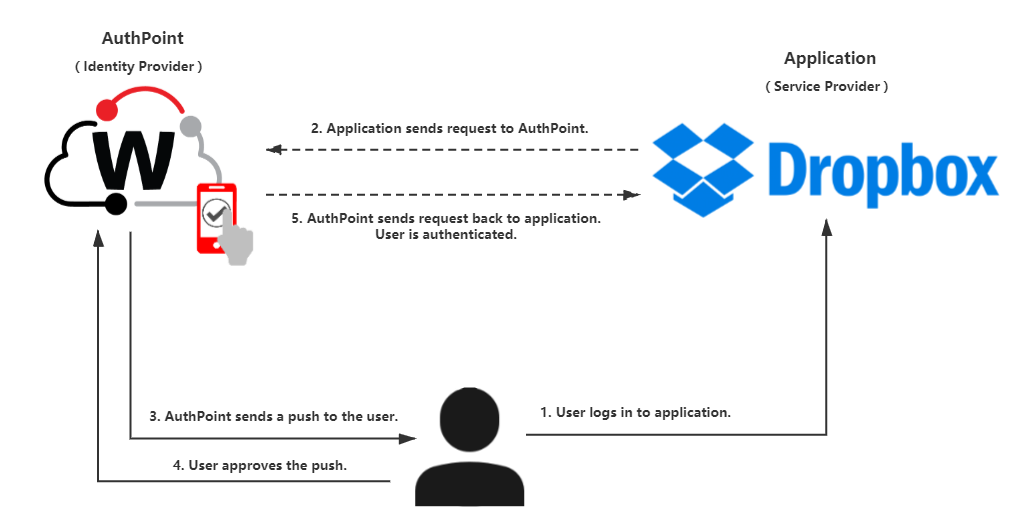 AuthPoint
( Identity Provider )
Application
( Service Provider )
2. Application sends request to AuthPoint.
W
Dropbox
5. AuthPoint sends request back to application.
User is authenticated.
3. AuthPoint sends a push to the user.
1. User logs in to application.
4. User approves the push.